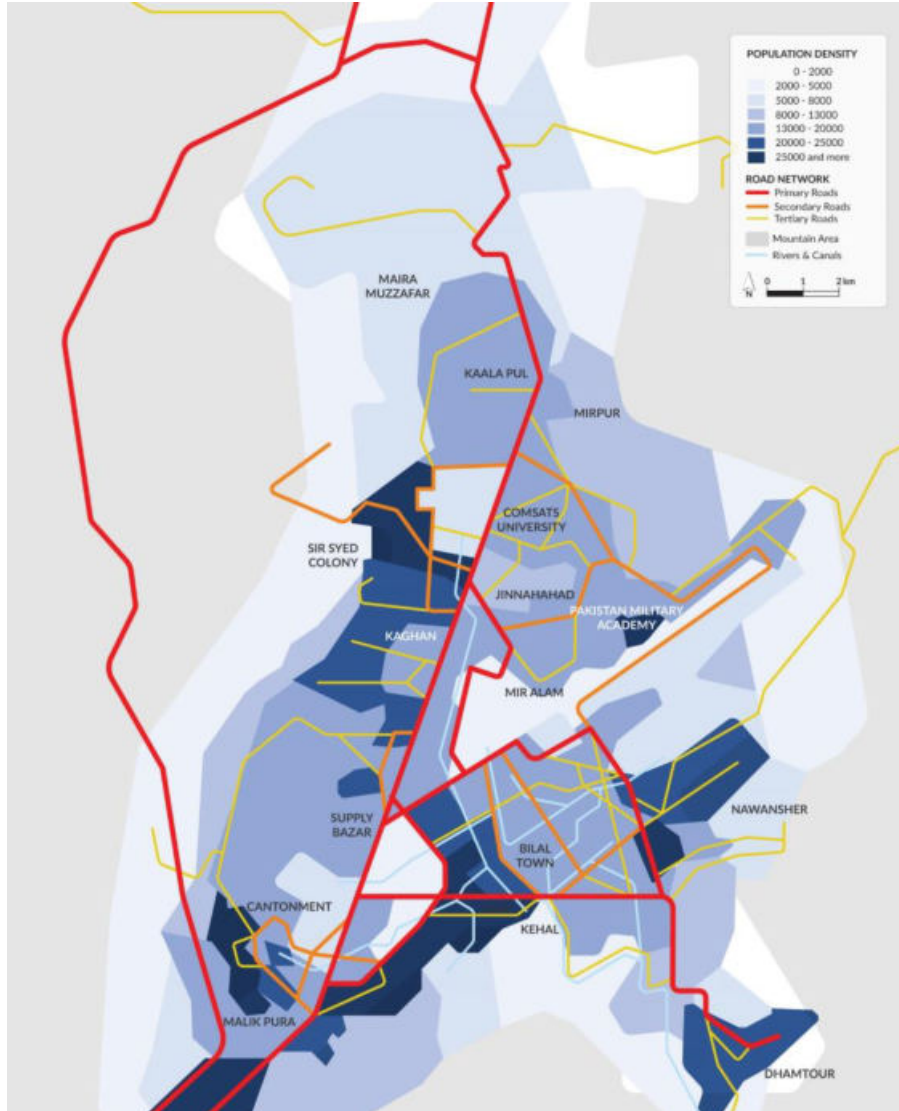 POPULATION DENSITY
0 - 2000
2000 - 5000
5000 - 8000
8000 - 13000
13000 - 20000
20000 - 25000
25000 and more
ROAD NETWORK
Primary Roads
Secondary Roads
Tertiary Roads
Mountain Area
Rivers & Canals
N
0 1 2 km
MAIRA
MUZZAFAR
KAALA PUL
MIRPUR
COMSATS
UNIVERSITY
SIR SYED
COLONY
JINNAHAHAD
PAKISTAN MILITARY
ACADEMY
KAGHAN
MIR ALAM
SUPPLY
BAZAR
NAWANSHER
BILAL
TOWN
CANTONMENT
KEHAL
MALIK PURA
DHAMTOUR